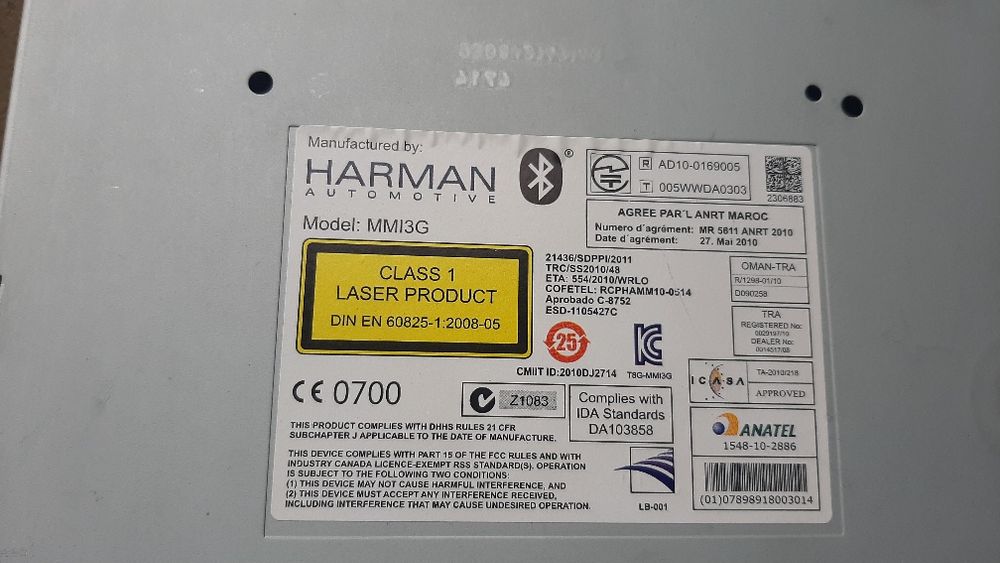 Manufactured by:
HARMAN
AUTOMOTIVE
®
Model: MMI3G
CLASS 1
LASER PRODUCT
DIN EN 60825-1:2008-05
CE 0700
THIS PRODUCT COMPLIES WITH DHHS RULES 21 CFR
SUBCHAPTER J APPLICABLE TO THE DATE OF MANUFACTURE.
THIS DEVICE COMPLIES WITH PART 15 OF THE FCC RULES AND WITH
INDUSTRY CANADA LICENCE-EXEMPT RSS STANDARD(S). OPERATION
IS SUBJECT TO THE FOLLOWING TWO CONDITIONS:
(1) THIS DEVICE MAY NOT CAUSE HARMFUL INTERFERENCE, AND
(2) THIS DEVICE MUST ACCEPT ANY INTERFERENCE RECEIVED,
INCLUDING INTERFERENCE THAT MAY CAUSE UNDESIRED OPERATION.
R AD10-0169005
T 005WWDA0303
2306883
AGREE PAR´L ANRT MAROC
Numero d´agrément: MR 5611 ANRT 2010
Date d´agrément: 27. Mai 2010
21436/SDPPI/2011
TRC/SS2010/48
ETA: 554/2010/WRLO
COFETEL: RCPHAMM10-0514
Aprobado C-8752
ESD-1105427C
25
CMIIT ID:2010DJ2714
T8G-MMI3G
Z1083
Complies with
IDA Standards
DA103858
LB-001
OMAN-TRA
R/1298-01/10
D090258
TRA
REGISTERED No:
0029197/10
DEALER No:
0014517/08
ICASA
TA-2010/218
APPROVED
ANATEL
1548-10-2886
(01)07898918003014